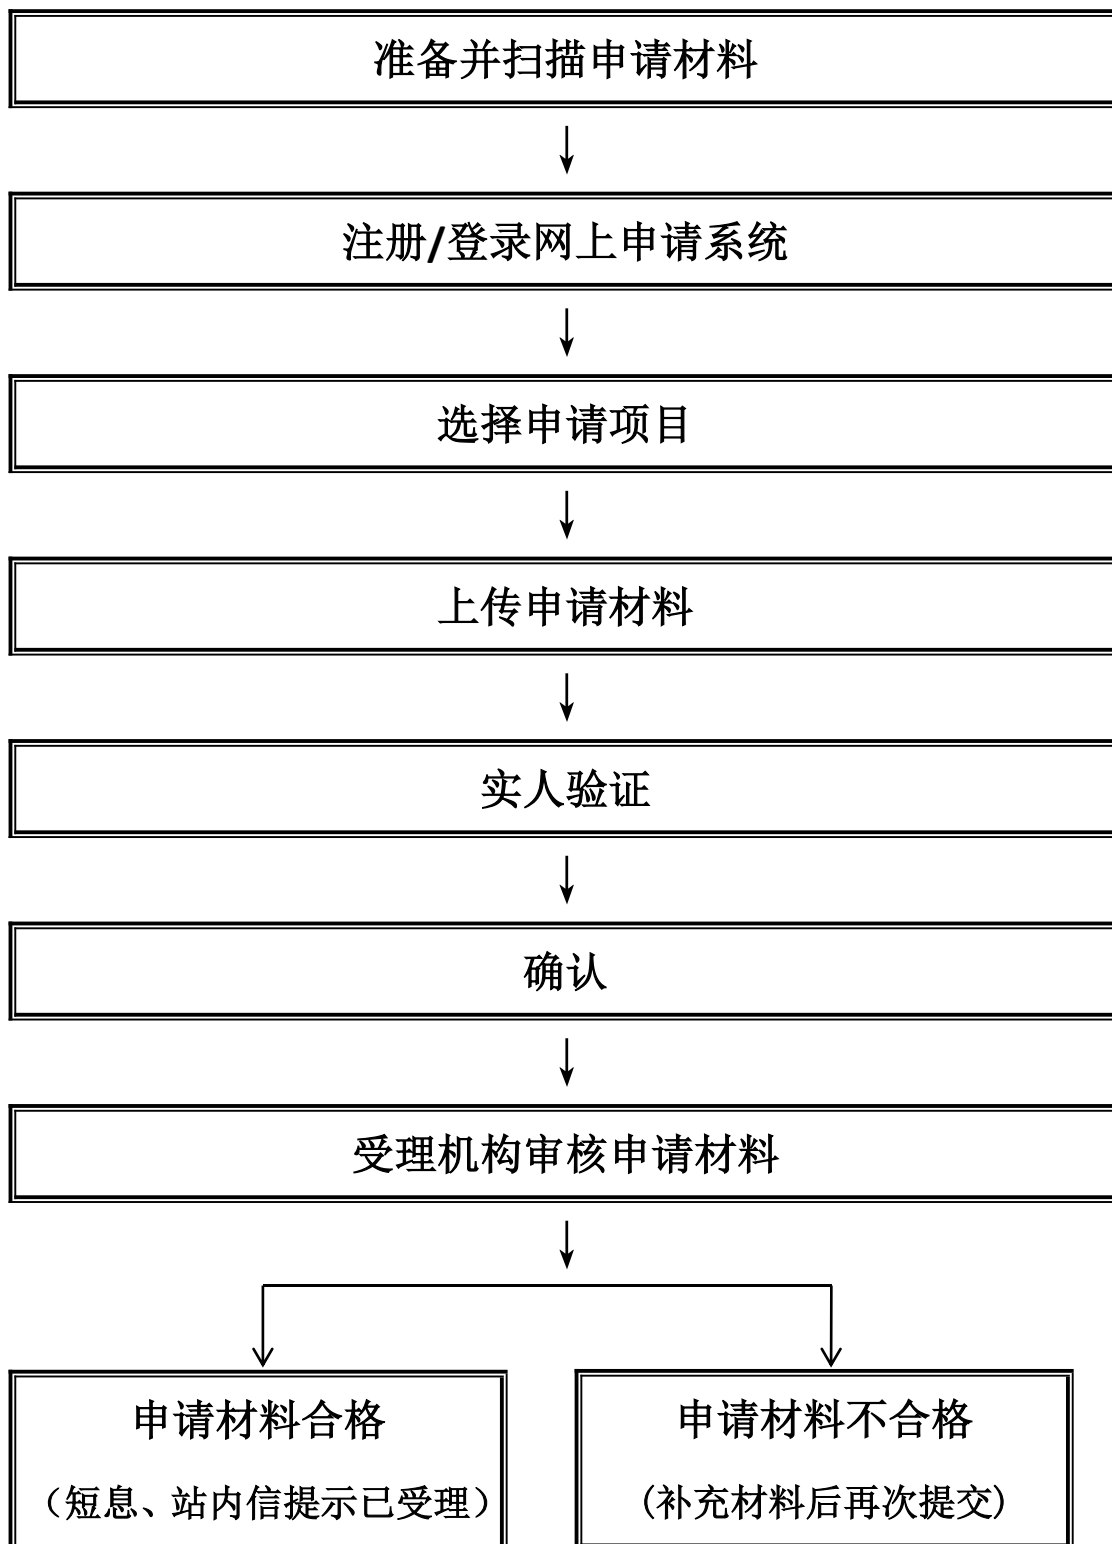 准备并扫描申请材料
注册/登录网上申请系统
选择申请项目
上传申请材料
实人验证
确认
受理机构审核申请材料
申请材料合格
（短息、站内信提示已受理）
申请材料不合格
（补充材料后再次提交）